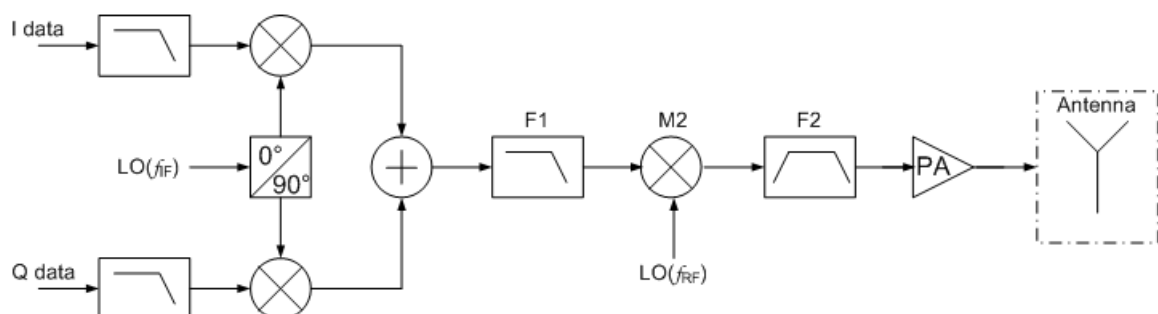 I data
F1
M2
F2
Antenna
LO(fIF)
0°
90°
PA
Q data
LO(fRF)